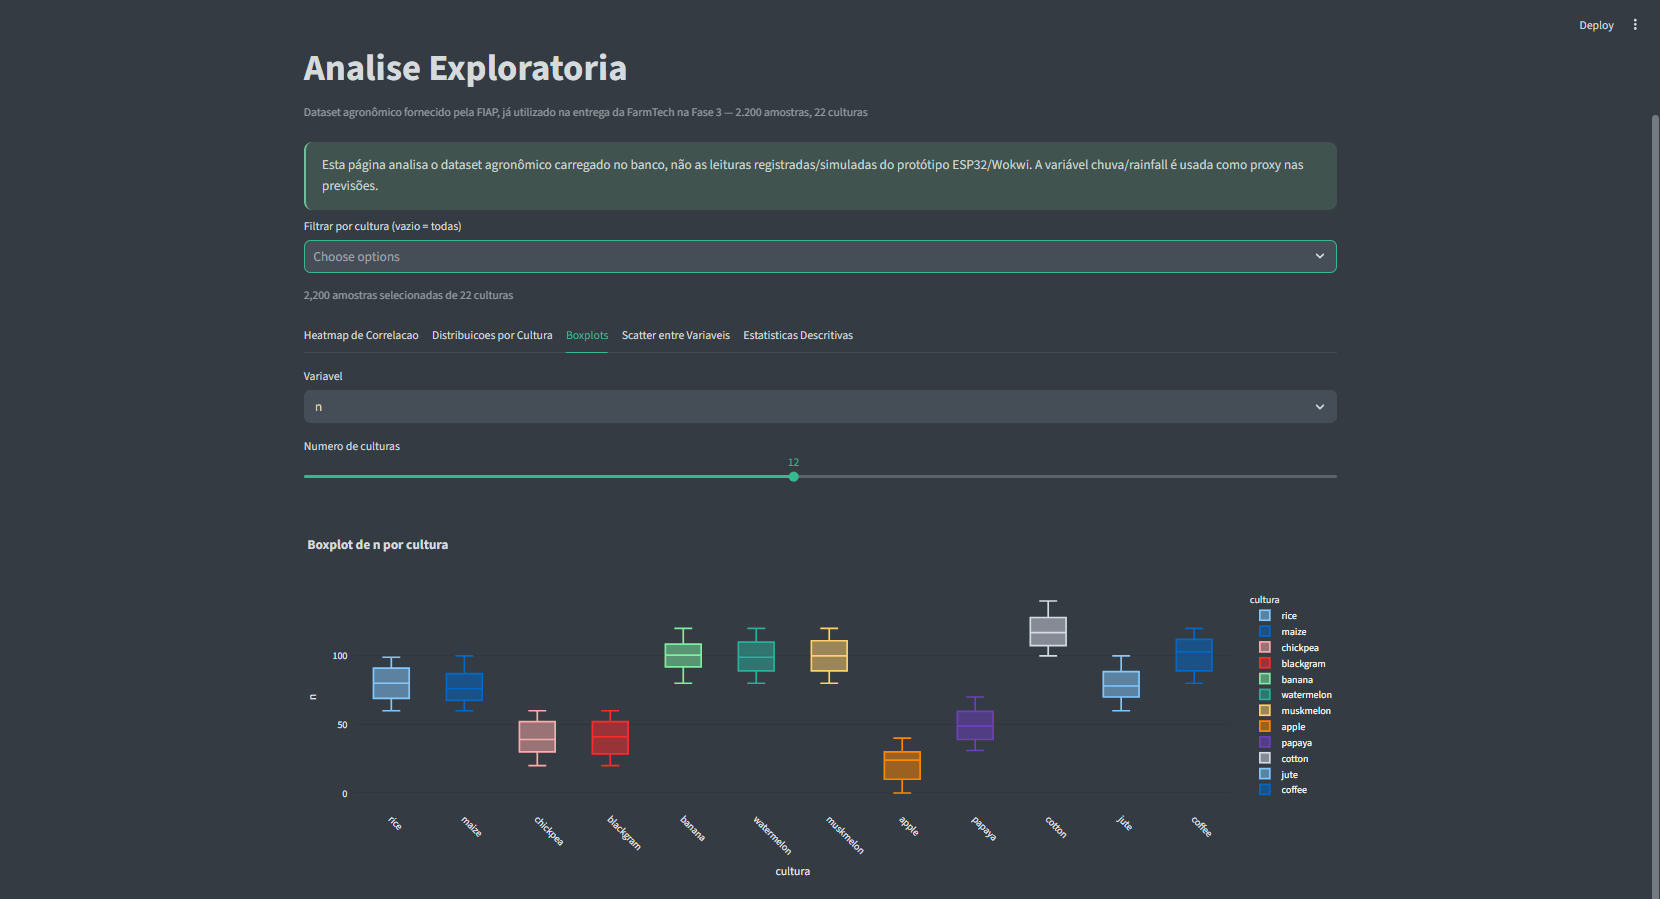 Deploy
Analise Exploratoria
Dataset agronômico fornecido pela FIAP, já utilizado na entrega da FarmTech na Fase 3 — 2.200 amostras, 22 culturas
Esta página analisa o dataset agronômico carregado no banco, não as leituras registradas/simuladas do protótipo ESP32/Wokwi. A variável chuva/rainfall é usada como proxy nas
previsões.
Filtrar por cultura (vazio = todas)
Choose options
2,200 amostras selecionadas de 22 culturas
Heatmap de Correlacao Distribuicoes por Cultura Boxplots Scatter entre Variaveis Estatisticas Descritivas
Variavel
n
Numero de culturas
12
Boxplot de n por cultura
n
100
50
0
rice maize chickpea blackgram banana watermelon muskmelon apple papaya cotton jute coffee
cultura
cultura
rice
maize
chickpea
blackgram
banana
watermelon
muskmelon
apple
papaya
cotton
jute
coffee